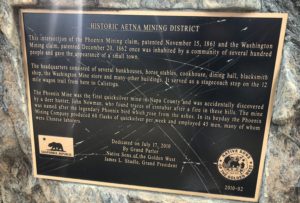 HISTORIC AETNA MINING DISTRICT
This intersection of the Phoenix Mining claim, patented November 15, 1861 and the Washington
Mining claim, patented December 20, 1862 once was inhabited by a community of several hundred
people and gave the appearance of a small town.
The headquarters consisted of several bunkhouses, horse stables, cookhouse, dining hall, blacksmith
shop, the Washington Mine store and many other buildings. It served as a stagecoach stop on the 12
mile wagon trail from here to Calistoga.
The Phoenix Mine was the first quicksilver mine in Napa County and was accidentally discovered
by a deer hunter, John Newman, who found traces of cinnabar after a fire in these hills. The mine
was named after the legendary Phoenix bird which rose from the ashes. In its heyday the Phoenix
Mining Company produced 60 flasks of quicksilver per week and employed 45 men, many of whom
were Chinese laborers.
Dedicated on July 17, 2010
By Grand Parlor
Native Sons of the Golden West
James L. Shadle, Grand President
2010-02